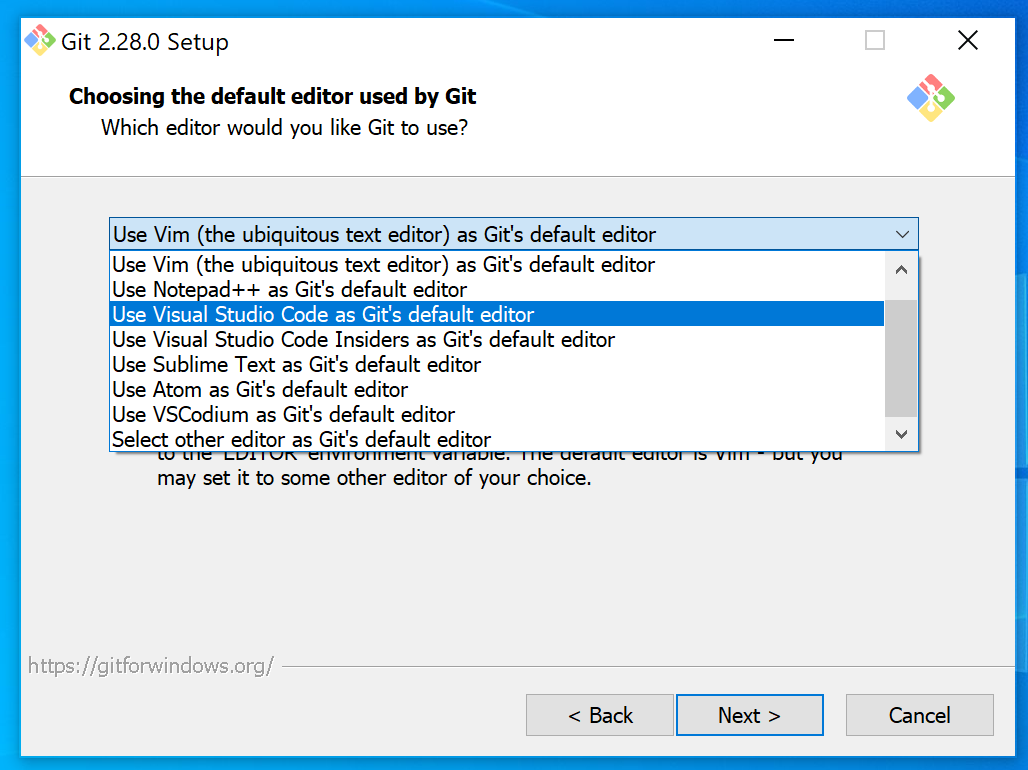 Git 2.28.0 Setup
Choosing the default editor used by Git
Which editor would you like Git to use?
Use Vim (the ubiquitous text editor) as Git's default editor
Use Vim (the ubiquitous text editor) as Git's default editor
Use Notepad++ as Git's default editor
Use Visual Studio Code as Git's default editor
Use Visual Studio Code Insiders as Git's default editor
Use Sublime Text as Git's default editor
Use Atom as Git's default editor
Use VSCodium as Git's default editor
Select other editor as Git's default editor
to the 'EDITOR' environment variable. The default editor is Vim - but you
may set it to some other editor of your choice.
https://gitforwindows.org/
< Back
Next >
Cancel